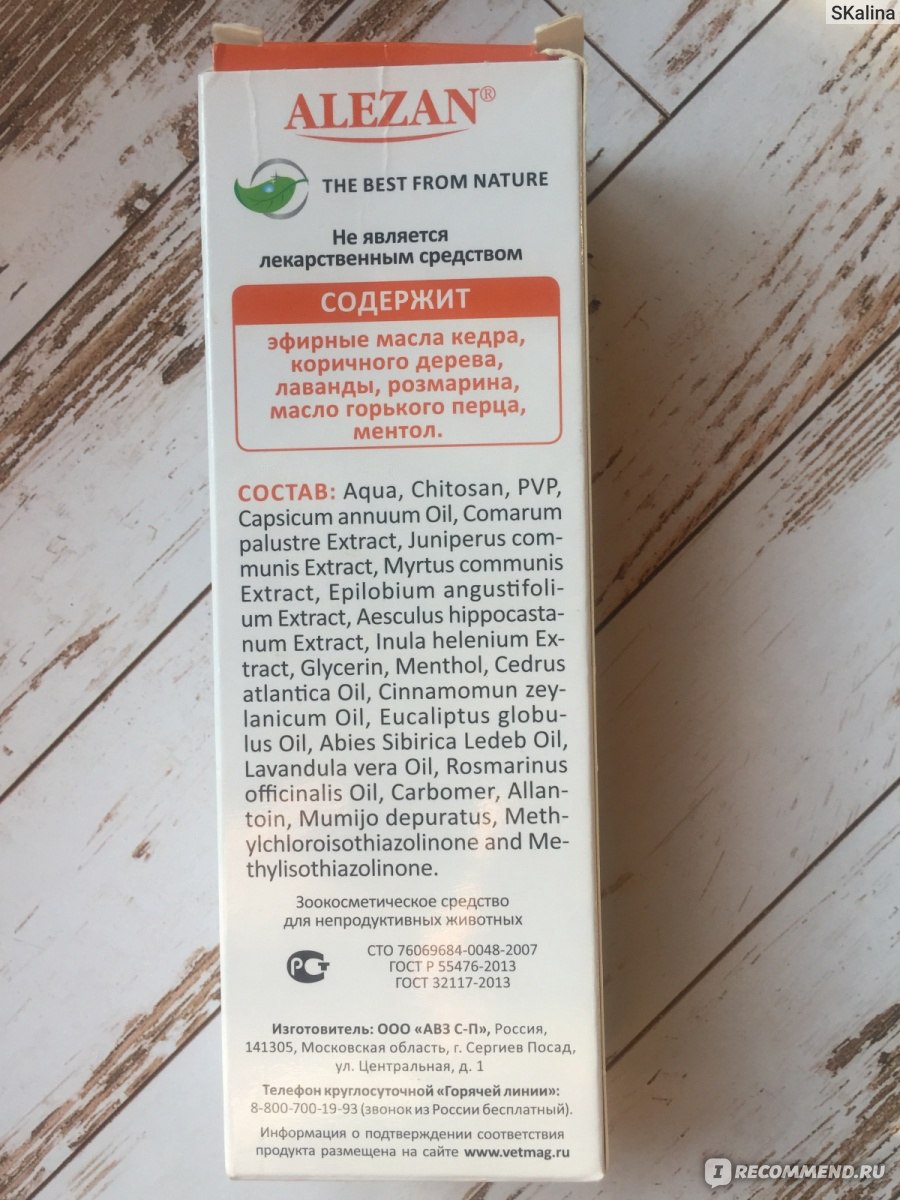 SKalina
ALEZAN®
THE BEST FROM NATURE
Не является
лекарственным средством
СОДЕРЖИТ
эфирные масла кедра,
коричного дерева,
лаванды, розмарина,
масло горького перца,
ментол.
СОСТАВ: Aqua, Chitosan, PVP,
Capsicum annuum Oil, Comarum
palustre Extract, Juniperus com-
munis Extract, Myrtus communis
Extract, Epilobium angustifoli-
um Extract, Aesculus hippocasta-
num Extract, Inula helenium Ex-
tract, Glycerin, Menthol, Cedrus
atlantica Oil, Cinnamomun zey-
lanicum Oil, Eucaliptus globu-
lus Oil, Abies Sibirica Ledeb Oil,
Lavandula vera Oil, Rosmarinus
officinalis Oil, Carbomer, Allan-
toin, Mumijo depuratus, Meth-
ylchloroisothiazolinone and Me-
thylisothiazolinone.
Зоокосметическое средство
для непродуктивных животных
РСТ
СТО 76069684-0048-2007
ГОСТ Р 55476-2013
ГОСТ 32117-2013
Изготовитель: ООО «АВЗ С-П», Россия,
141305, Московская область, г. Сергиев Посад,
ул. Центральная, д. 1
Телефон круглосуточной «Горячей линии»:
8-800-700-19-93 (звонок из России бесплатный).
Информация о подтверждении соответствия
продукта размещена на сайте www.vetmag.ru
IRECOMMEND.RU